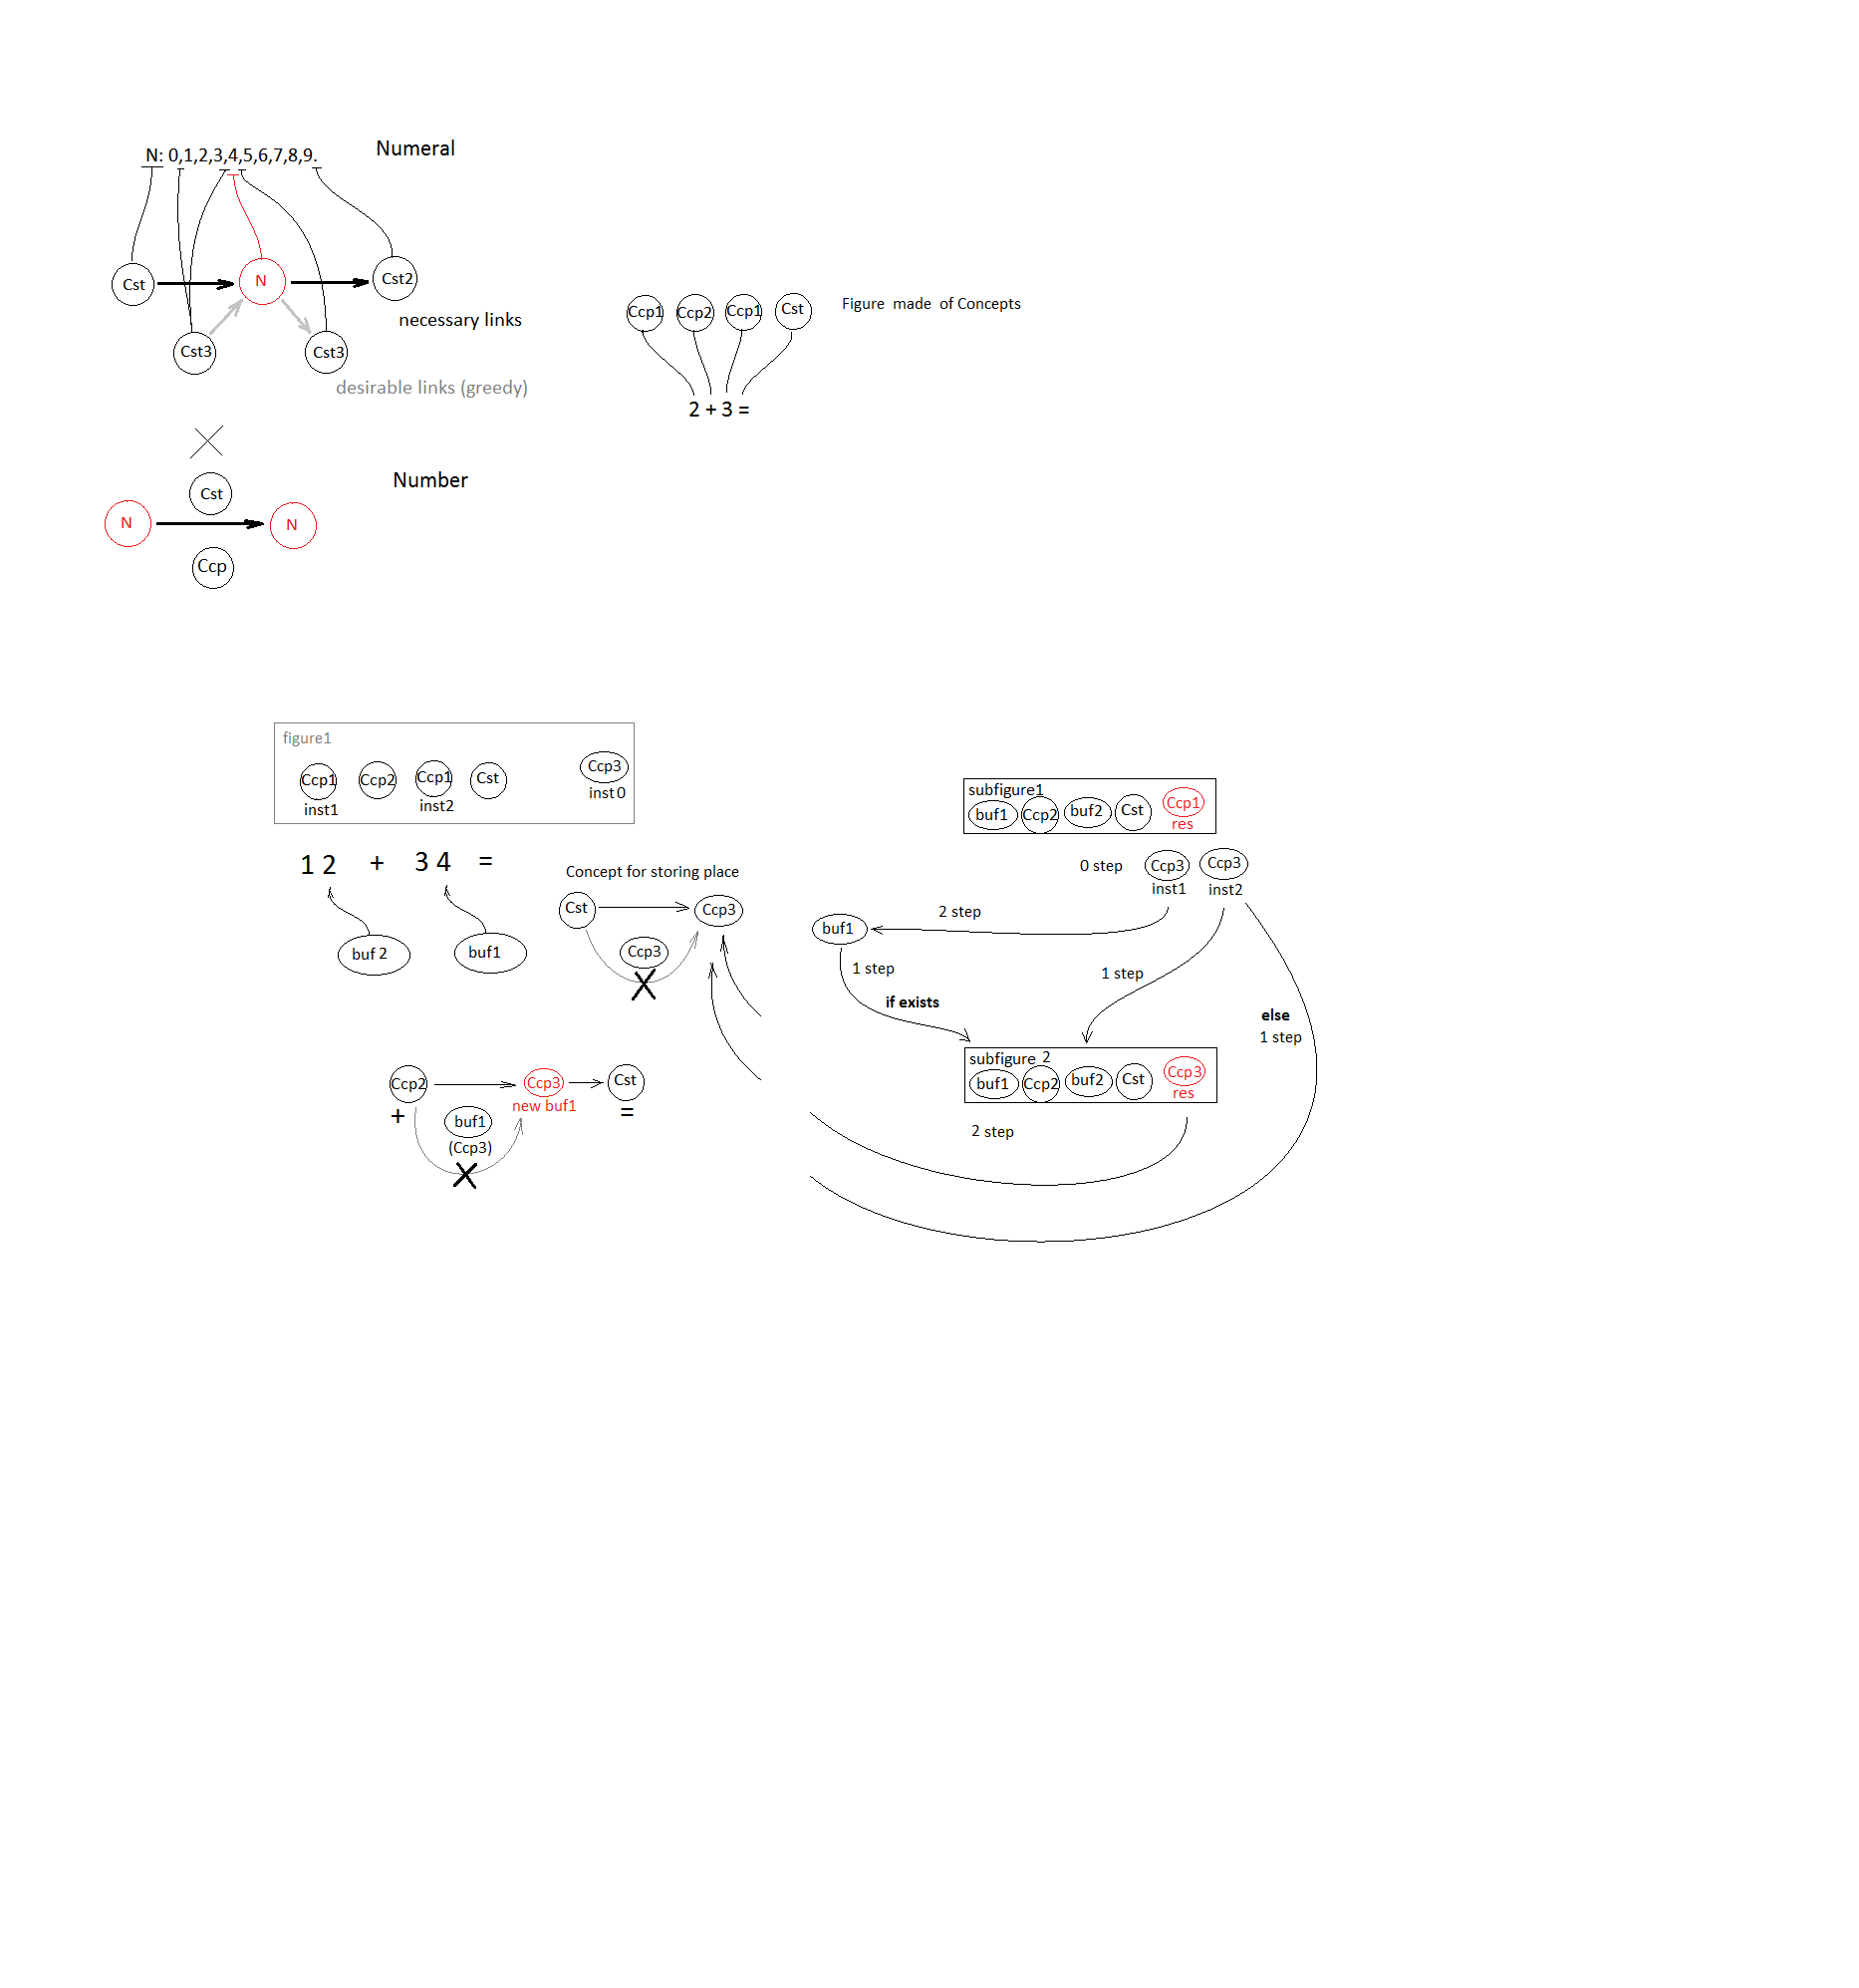 Numeral
N: 0,1,2,3,4,5,6,7,8,9.
Cst
N
Cst2
necessary links
Cst3
Cst3
desirable links (greedy)
Ccp1
Ccp2
Ccp1
Cst
Figure made of Concepts
2 + 3 =
Number
Cst
N
N
Ccp
figure1
Ccp1
Ccp2
Ccp1
Cst
Ccp3
inst1
inst2
inst 0
1 2 + 3 4 =
buf 2
buf1
Concept for storing place
Cst
Ccp3
Ccp3
Ccp2
Ccp3
Cst
+
new buf1
=
buf1
(Ccp3)
subfigure1
buf1
Ccp2
buf2
Cst
Ccp1
res
0 step
Ccp3
Ccp3
inst1
inst2
2 step
buf1
1 step
1 step
if exists
else
1 step
subfigure 2
buf1
Ccp2
buf2
Cst
Ccp3
res
2 step